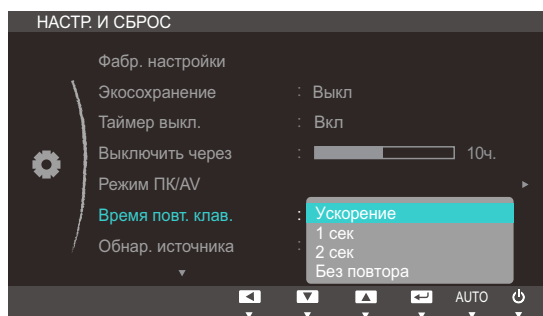 НАСТР. И СБРОС
Фабр. настройки
Экосохранение : Выкл
Таймер выкл. : Вкл
Выключить через : 10ч.
Режим ПК/AV
Время повт. клав. : Ускорение
1 сек
Обнар. источника : 2 сек
Без повтора
AUTO